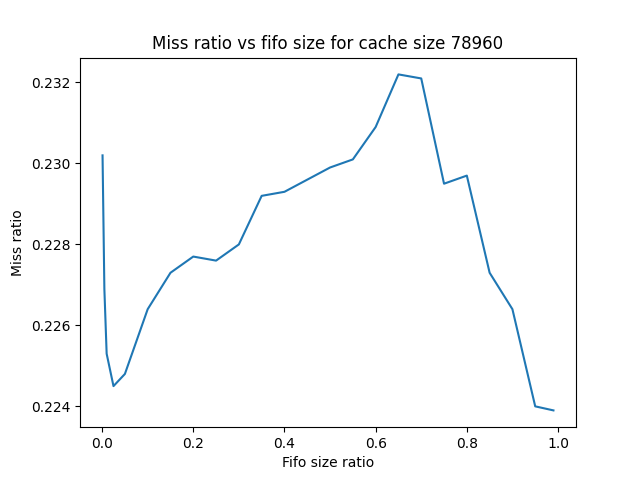 Miss ratio vs fifo size for cache size 78960
0.232
0.230
0.228
0.226
0.224
Miss ratio
0.0 0.2 0.4 0.6 0.8 1.0
Fifo size ratio